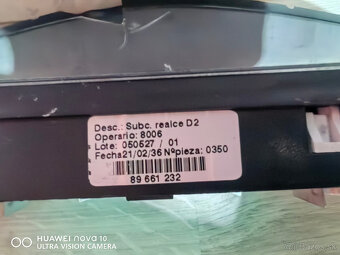 Desc.: Subc. realce D2
Operario: 8006
Lote: 050527 / 01
Fecha21/02/36 Nºpieza: 0350
89 661 232
HUAWEI nova 10
ULTRA VISION CAMERA